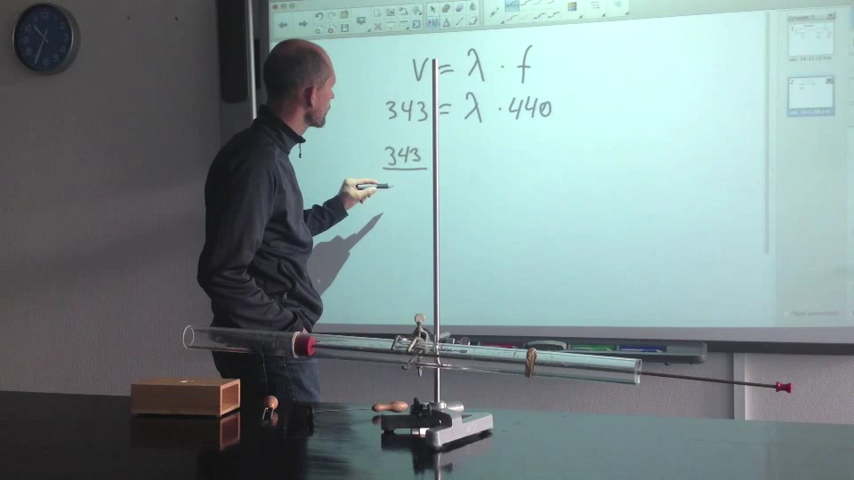 v = λ · f
343 = λ · 440
343